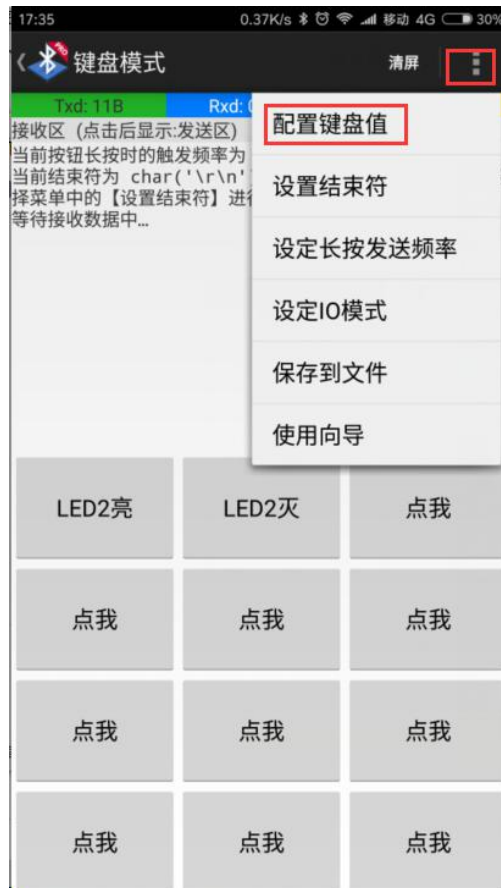 17:35 0.37K/s 移动 4G 30%
键盘模式 清屏
PRO
Txd: 11B Rxd:
接收区 (点击后显示:发送区)
当前按钮长按时的触发频率为
当前结束符为 char('\r\n'
择菜单中的【设置结束符】进
等待接收数据中…
配置键盘值
设置结束符
设定长按发送频率
设定IO模式
保存到文件
使用向导
LED2亮 LED2灭 点我
点我 点我 点我
点我 点我 点我
点我 点我 点我